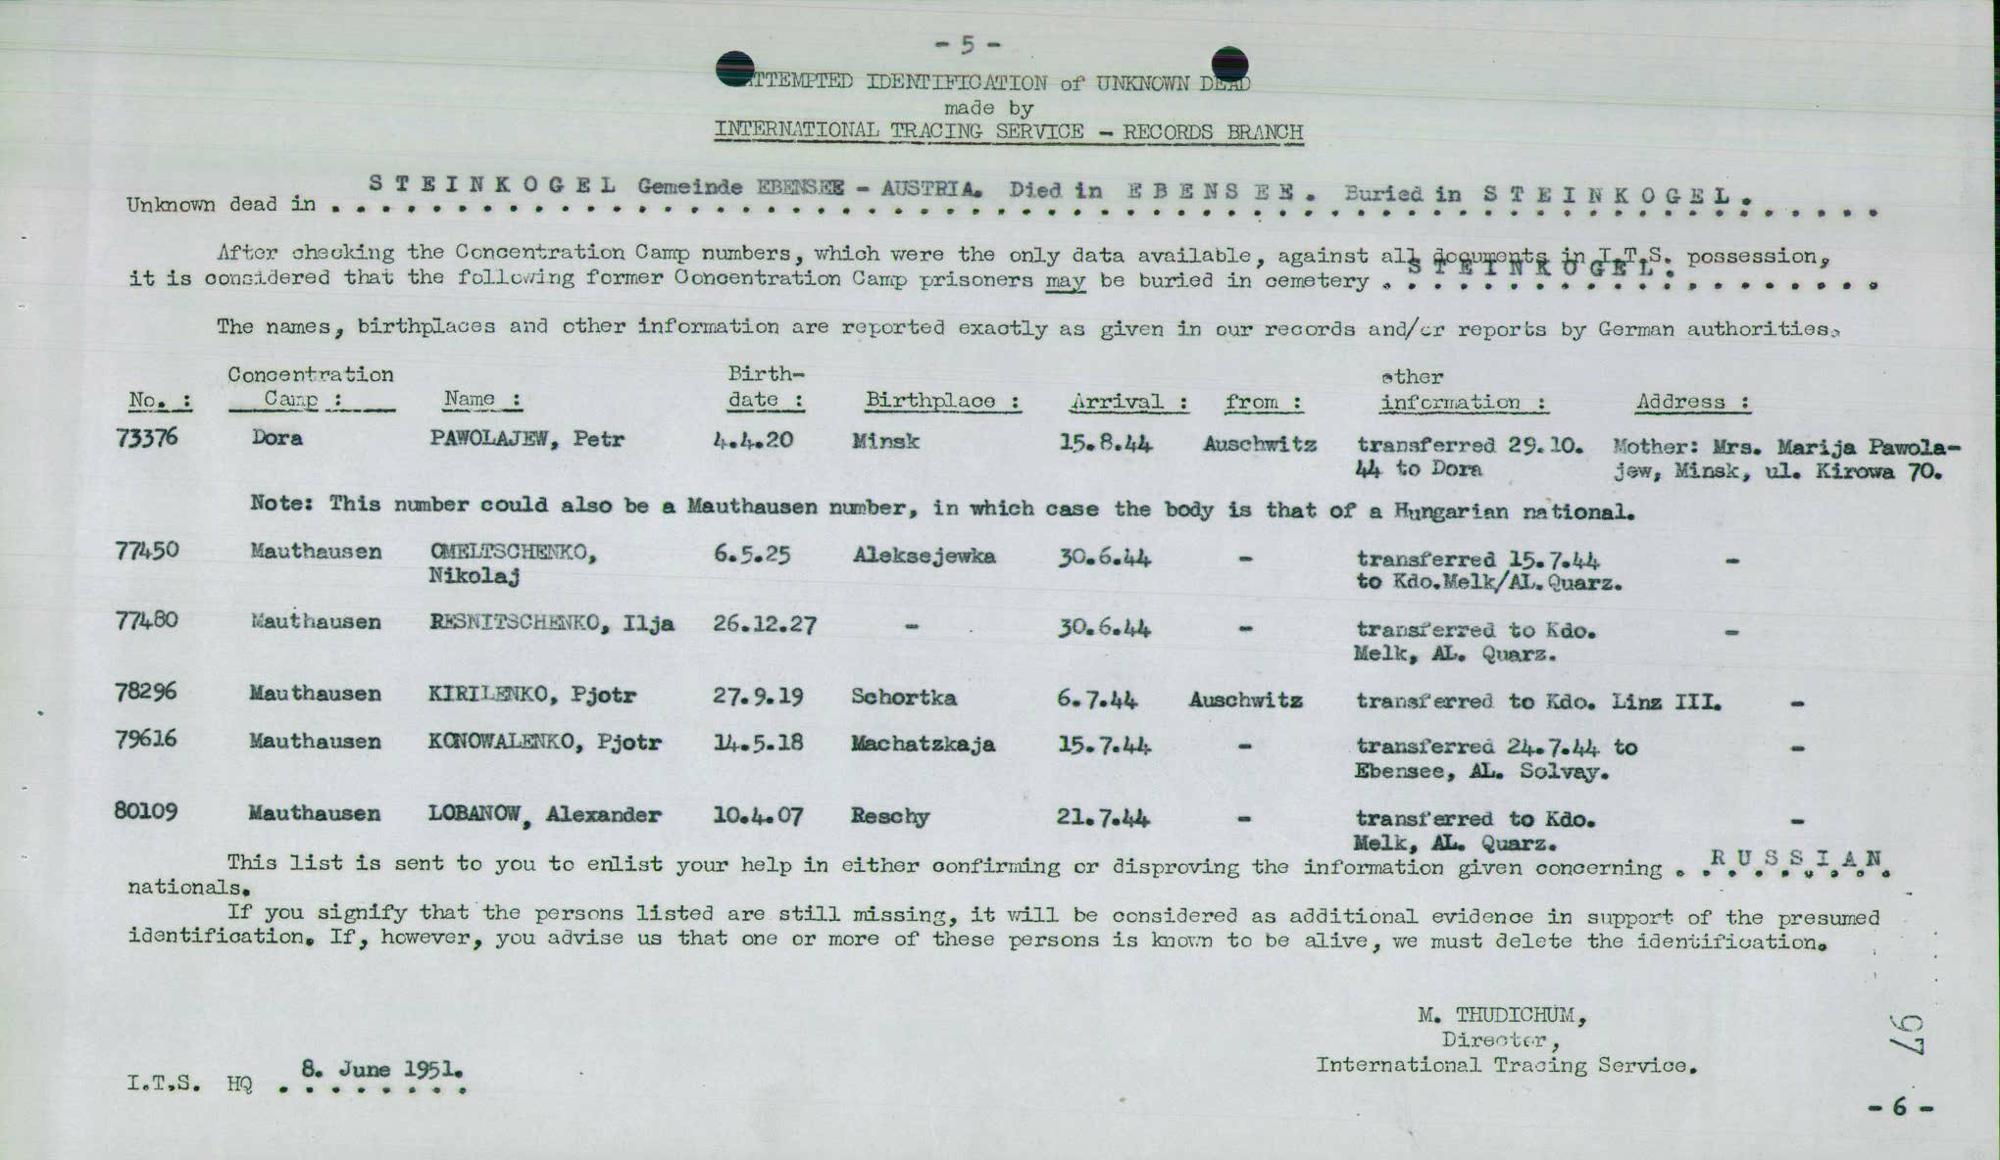 - 5 -
ATTEMPTED IDENTIFICATION of UNKNOWN DEAD
made by
INTERNATIONAL TRACING SERVICE - RECORDS BRANCH
Unknown dead in S T E I N K O G E L Gemeinde EBENSEE - AUSTRIA. Died in E B E N S E E. Buried in S T E I N K O G E L.
After checking the Concentration Camp numbers, which were the only data available, against all documents in I.T.S. possession,
it is considered that the following former Concentration Camp prisoners may be buried in cemetery S T E I N K O G E L.
The names, birthplaces and other information are reported exactly as given in our records and/or reports by German authorities.
No. : Concentration Camp : Name : Birth-date : Birthplace : Arrival : from : other information : Address :
73376 Dora PAWOLAJEW, Petr 4.4.20 Minsk 15.8.44 Auschwitz transferred 29.10. Mother: Mrs. Marija Pawola-
44 to Dora jew, Minsk, ul. Kirowa 70.
Note: This number could also be a Mauthausen number, in which case the body is that of a Hungarian national.
77450 Mauthausen OMELTSCHENKO, 6.5.25 Aleksejewka 30.6.44 - transferred 15.7.44 -
Nikolaj to Kdo.Melk/AL.Quarz.
77480 Mauthausen RESNITSCHENKO, Ilja 26.12.27 - 30.6.44 - transferred to Kdo. -
Melk, AL. Quarz.
78296 Mauthausen KIRILENKO, Pjotr 27.9.19 Schortka 6.7.44 Auschwitz transferred to Kdo. Linz III. -
79616 Mauthausen KONOWALENKO, Pjotr 14.5.18 Machatzkaja 15.7.44 - transferred 24.7.44 to -
Ebensee, AL. Solvay.
80109 Mauthausen LOBANOW, Alexander 10.4.07 Reschy 21.7.44 - transferred to Kdo. -
Melk, AL. Quarz.
This list is sent to you to enlist your help in either confirming or disproving the information given concerning R U S S I A N
nationals.
If you signify that the persons listed are still missing, it will be considered as additional evidence in support of the presumed
identification. If, however, you advise us that one or more of these persons is known to be alive, we must delete the identification.
M. THUDICHUM,
Director,
International Tracing Service.
I.T.S. HQ 8. June 1951.
97
- 6 -